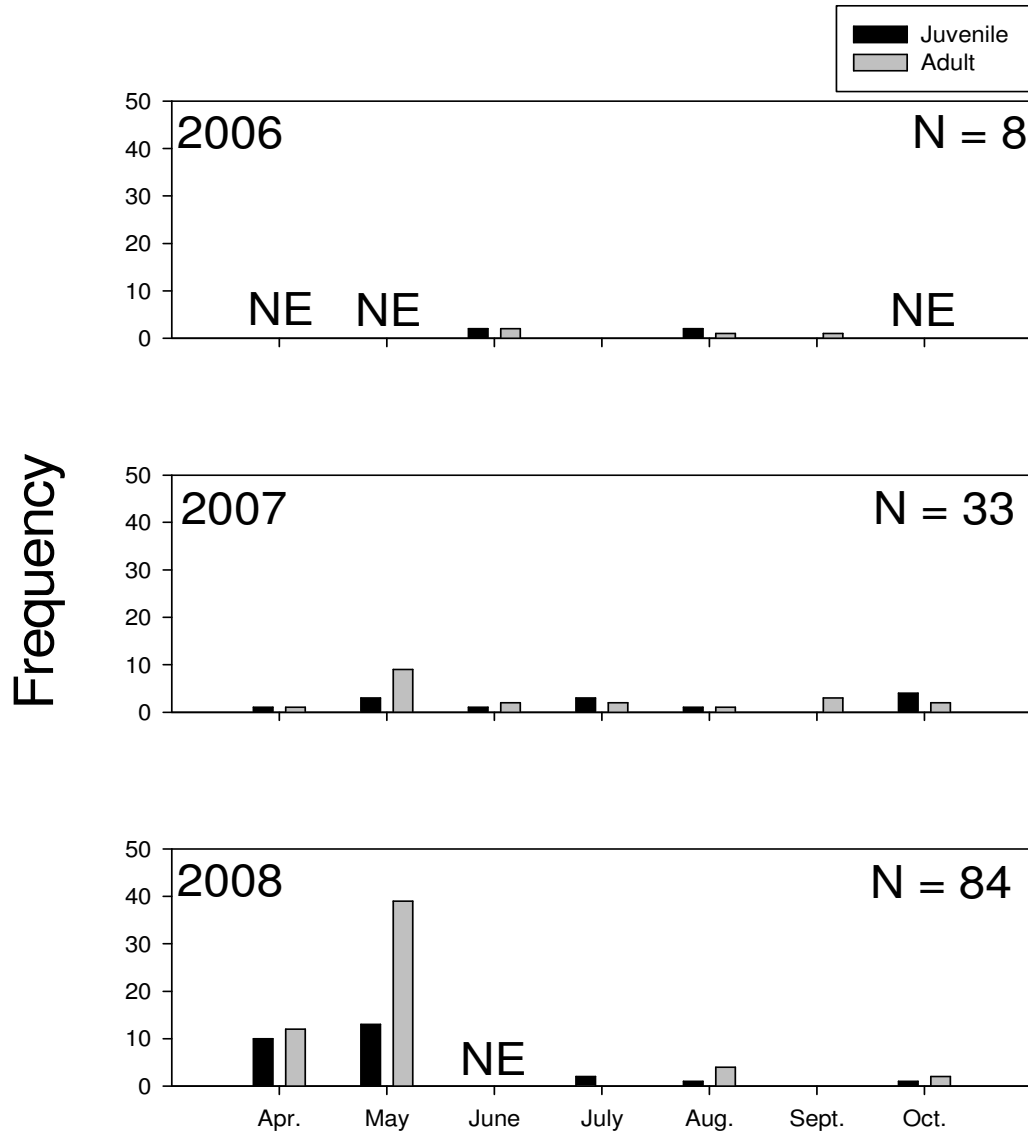 Juvenile
Adult
50
40
30
20
10
0
2006
N = 8
NE
NE
NE
Frequency
50
40
30
20
10
0
2007
N = 33
50
40
30
20
10
0
2008
N = 84
NE
Apr.
May
June
July
Aug.
Sept.
Oct.